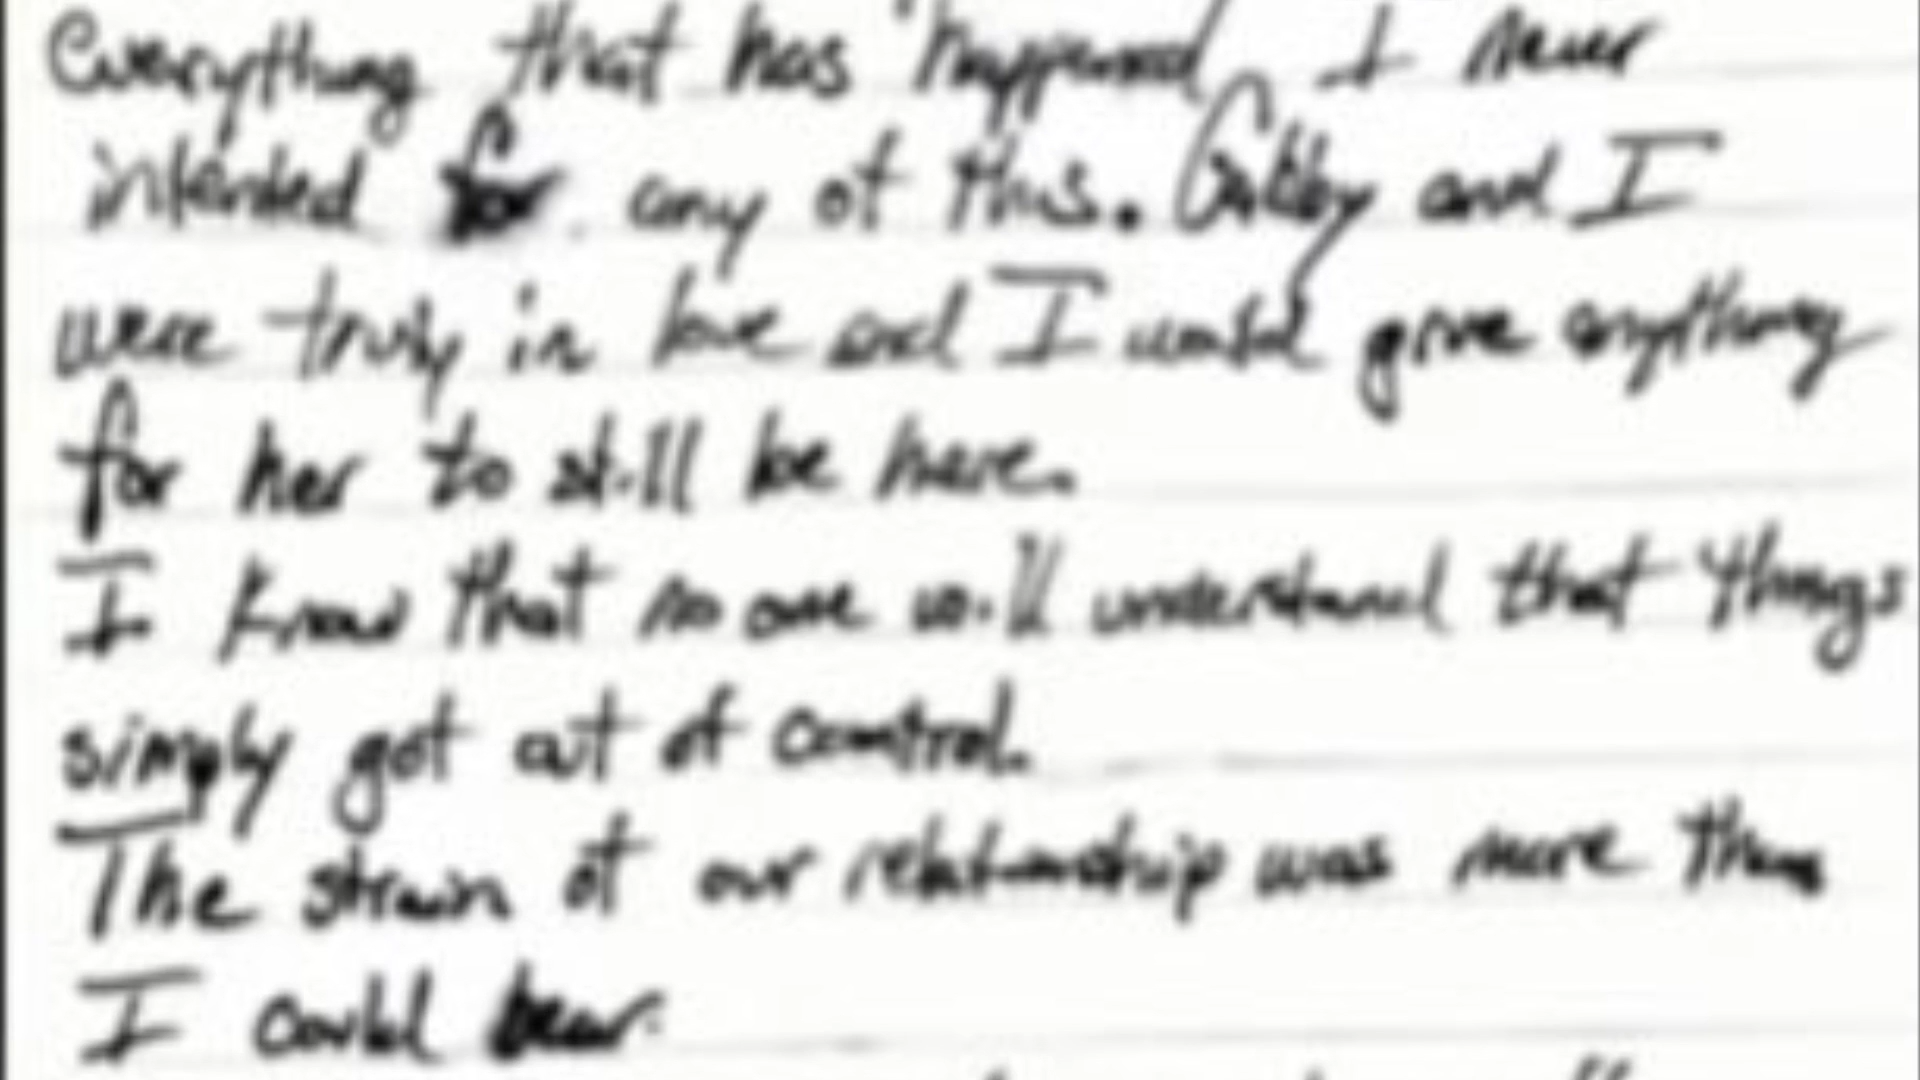 Everything that has happened I never
intended for any of this. Gabby and I
were truly in love and I would give anything
for her to still be here.
I know that no one will understand that things
simply got out of control.
The strain of our relationship was more than
I could bear.